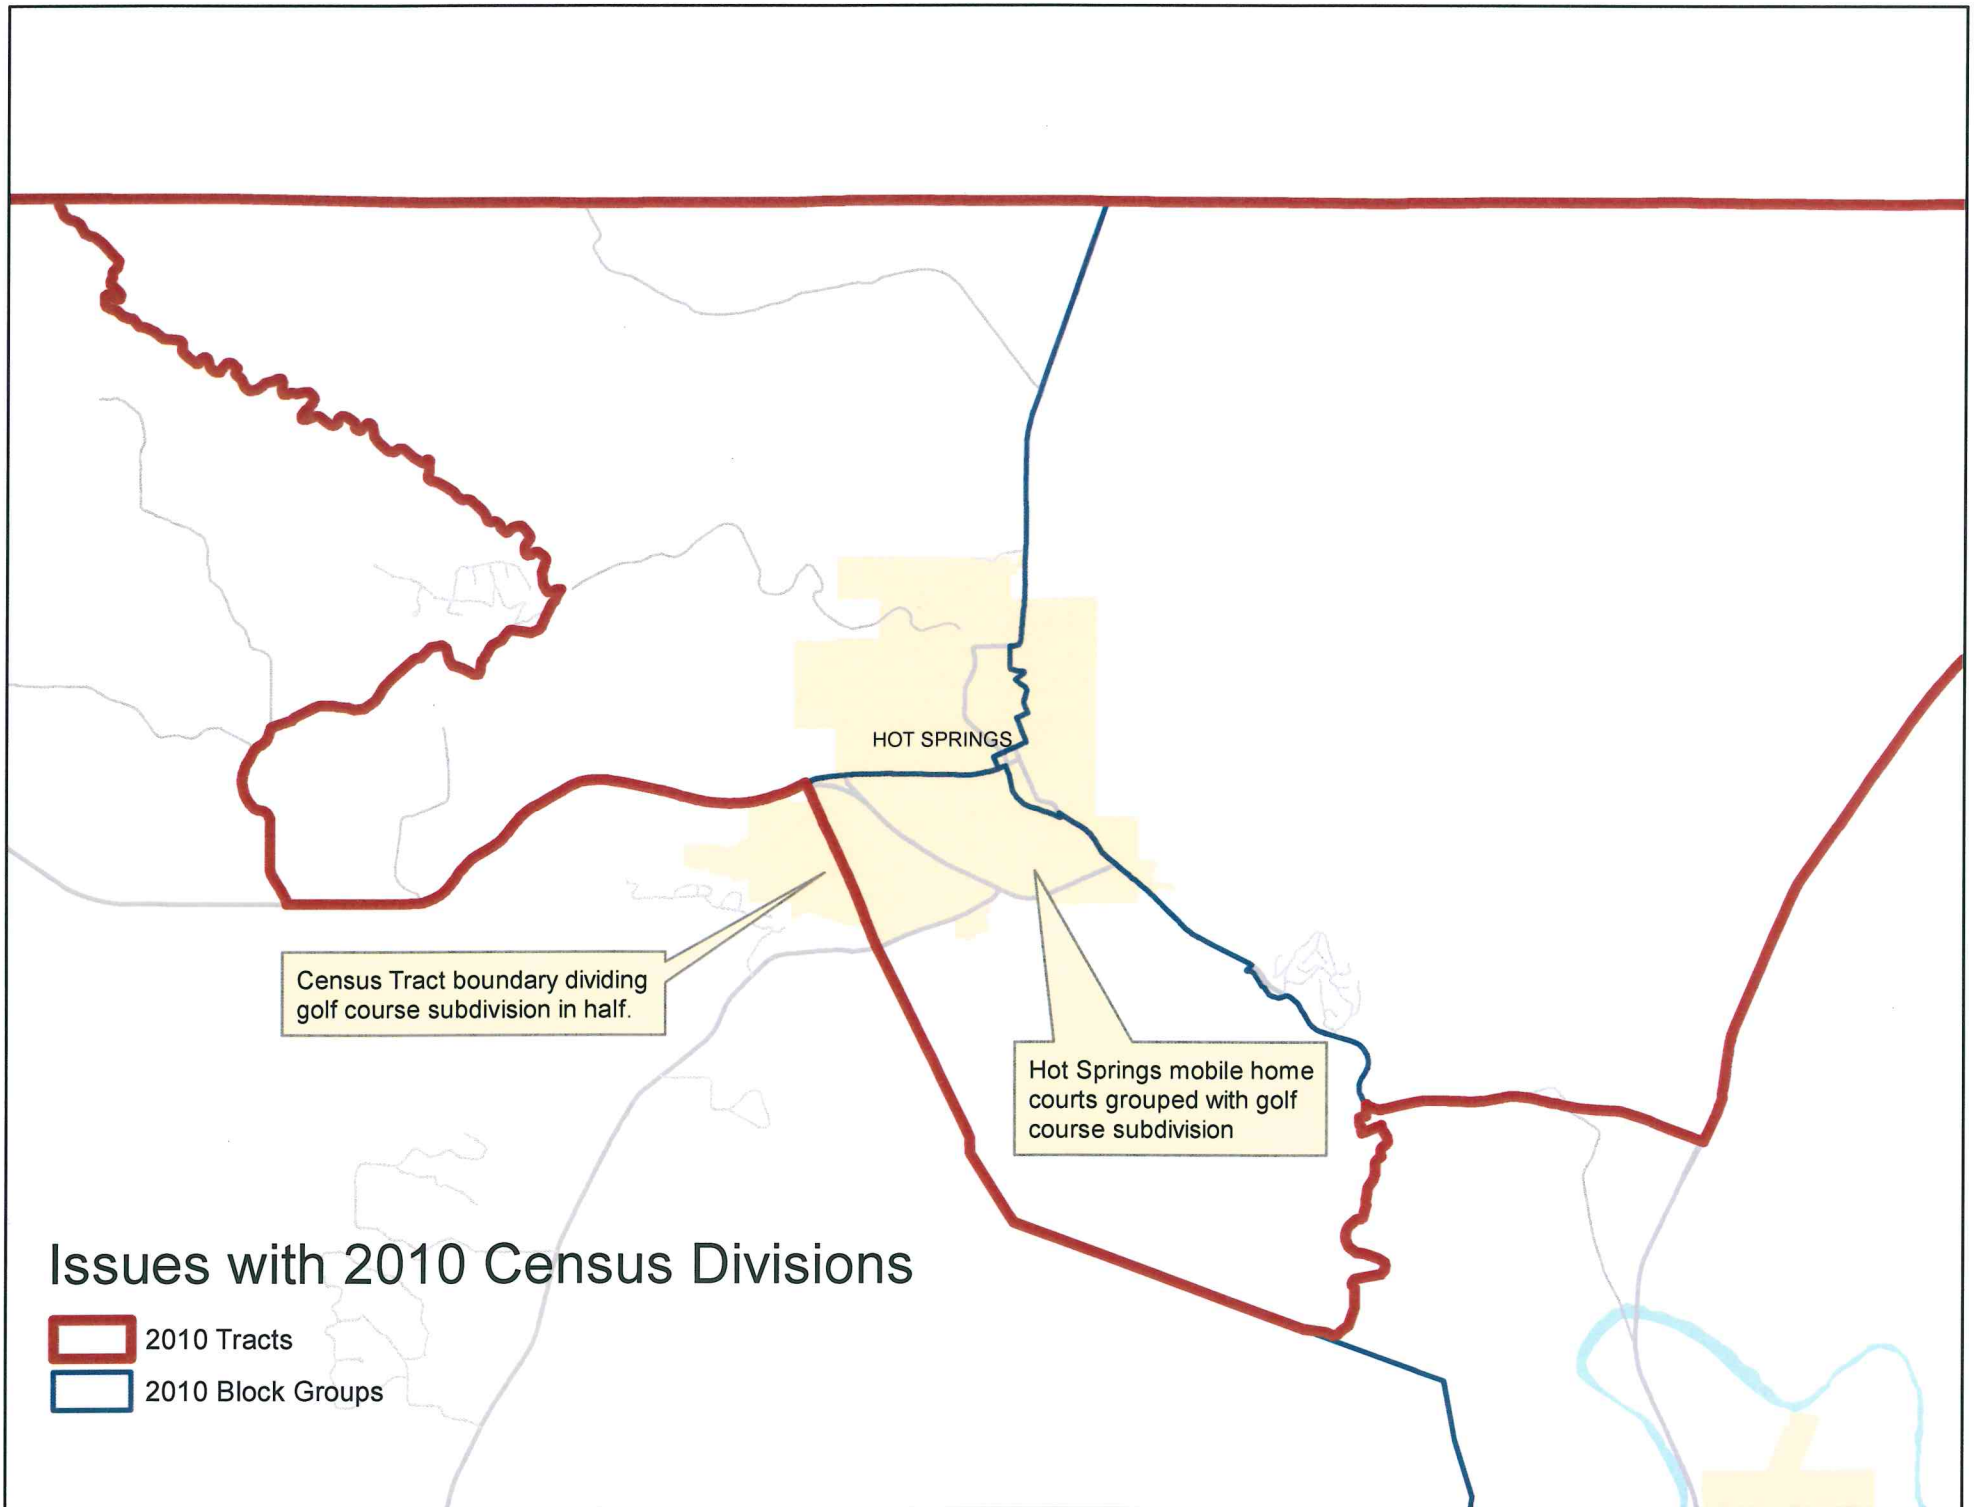 HOT SPRINGS
Census Tract boundary dividing
golf course subdivision in half.
Hot Springs mobile home
courts grouped with golf
course subdivision
Issues with 2010 Census Divisions
2010 Tracts
2010 Block Groups